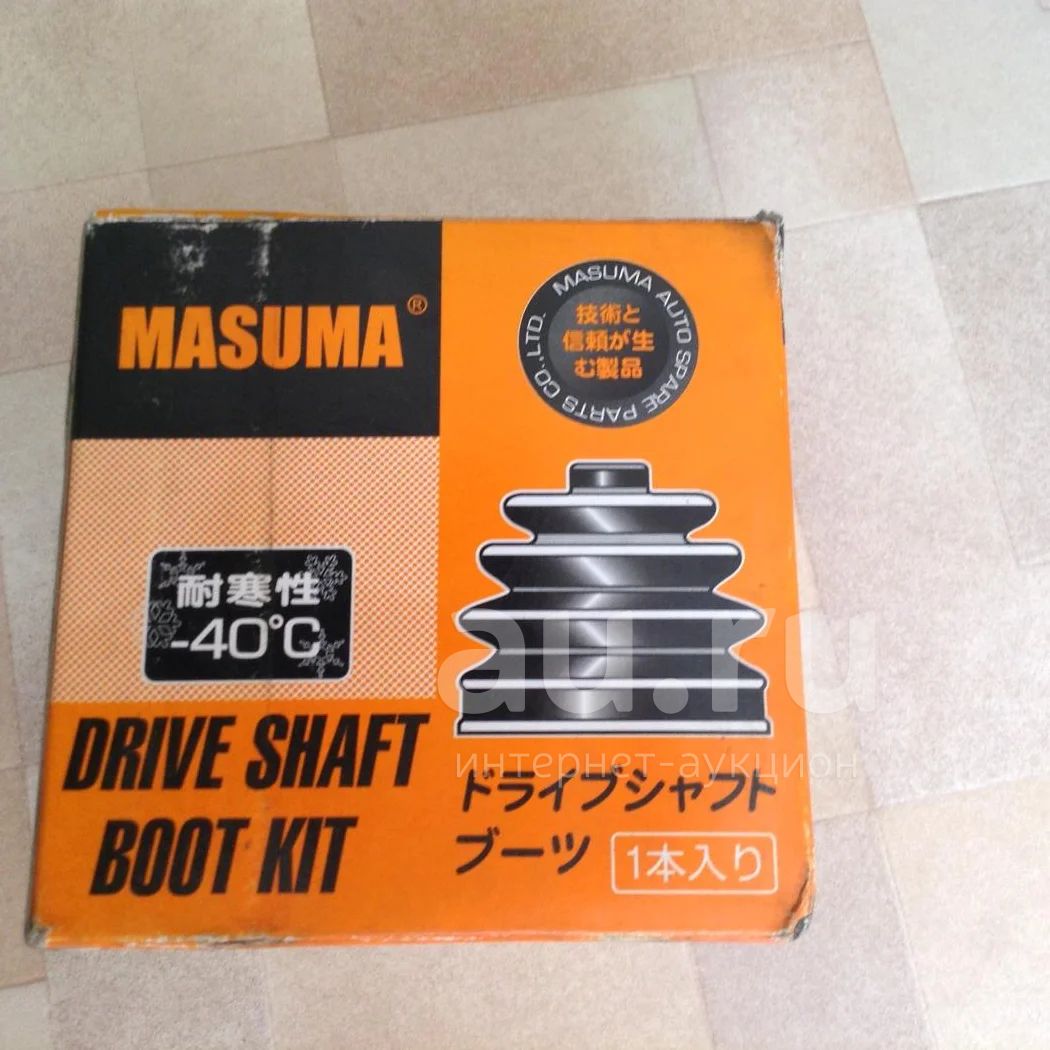 MASUMA®
MASUMA AUTO SPARE PARTS CO.,LTD.
技術と
信頼が生
む製品
耐寒性
-40°C
au.ru
интернет-аукцион
DRIVE SHAFT
BOOT KIT
ドライブシャフト
ブーツ
1本入り